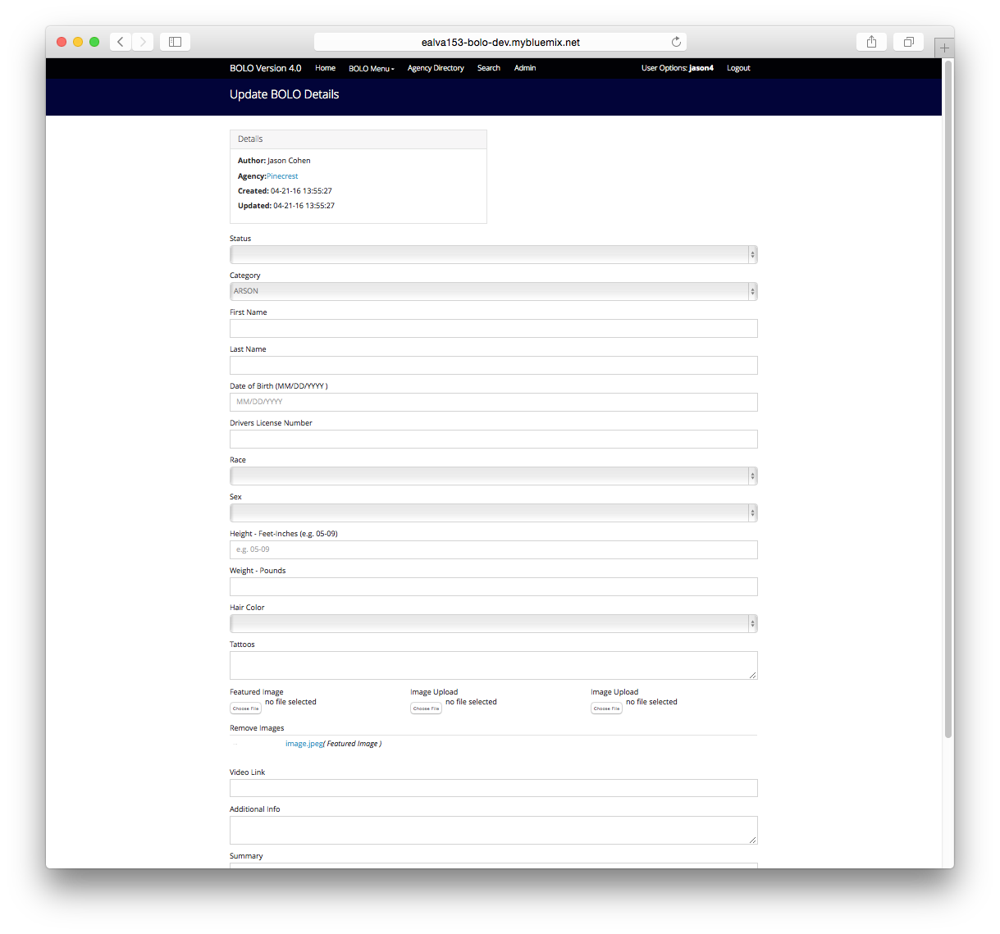 ealva153-bolo-dev.mybluemix.net
BOLO Version 4.0 Home BOLO Menu Agency Directory Search Admin User Options: jason4 Logout
Update BOLO Details
Details
Author: Jason Cohen
Agency:Pinecrest
Created: 04-21-16 13:55:27
Updated: 04-21-16 13:55:27
Status
Category
ARSON
First Name
Last Name
Date of Birth (MM/DD/YYYY )
MM/DD/YYYY
Drivers License Number
Race
Sex
Height - Feet-Inches (e.g. 05-09)
e.g. 05-09
Weight - Pounds
Hair Color
Tattoos
Featured Image Image Upload Image Upload
Choose File no file selected Choose File no file selected Choose File no file selected
Remove Images
image.jpeg( Featured Image )
Video Link
Additional Info
Summary